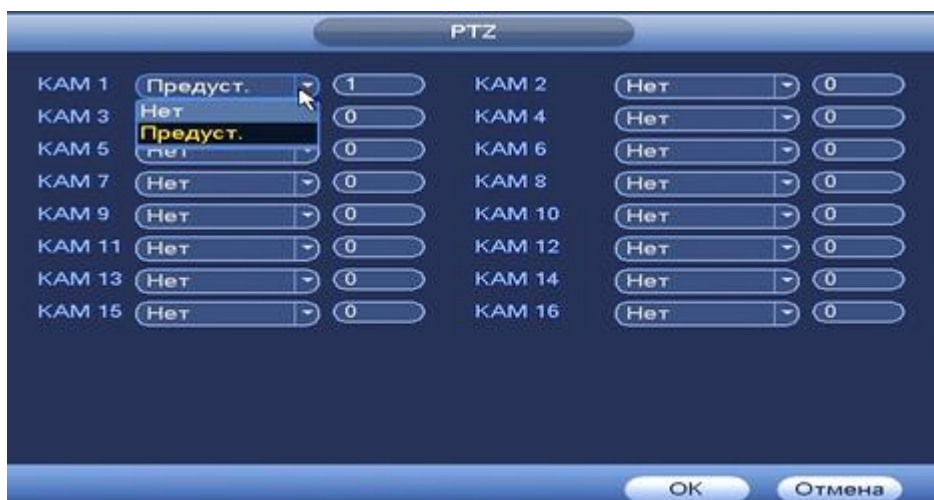 PTZ
КАМ 1 Предуст. 1 КАМ 2 Нет 0
КАМ 3 Нет 0 КАМ 4 Нет 0
Предуст.
КАМ 5 Нет 0 КАМ 6 Нет 0
КАМ 7 Нет 0 КАМ 8 Нет 0
КАМ 9 Нет 0 КАМ 10 Нет 0
КАМ 11 Нет 0 КАМ 12 Нет 0
КАМ 13 Нет 0 КАМ 14 Нет 0
КАМ 15 Нет 0 КАМ 16 Нет 0
OK Отмена